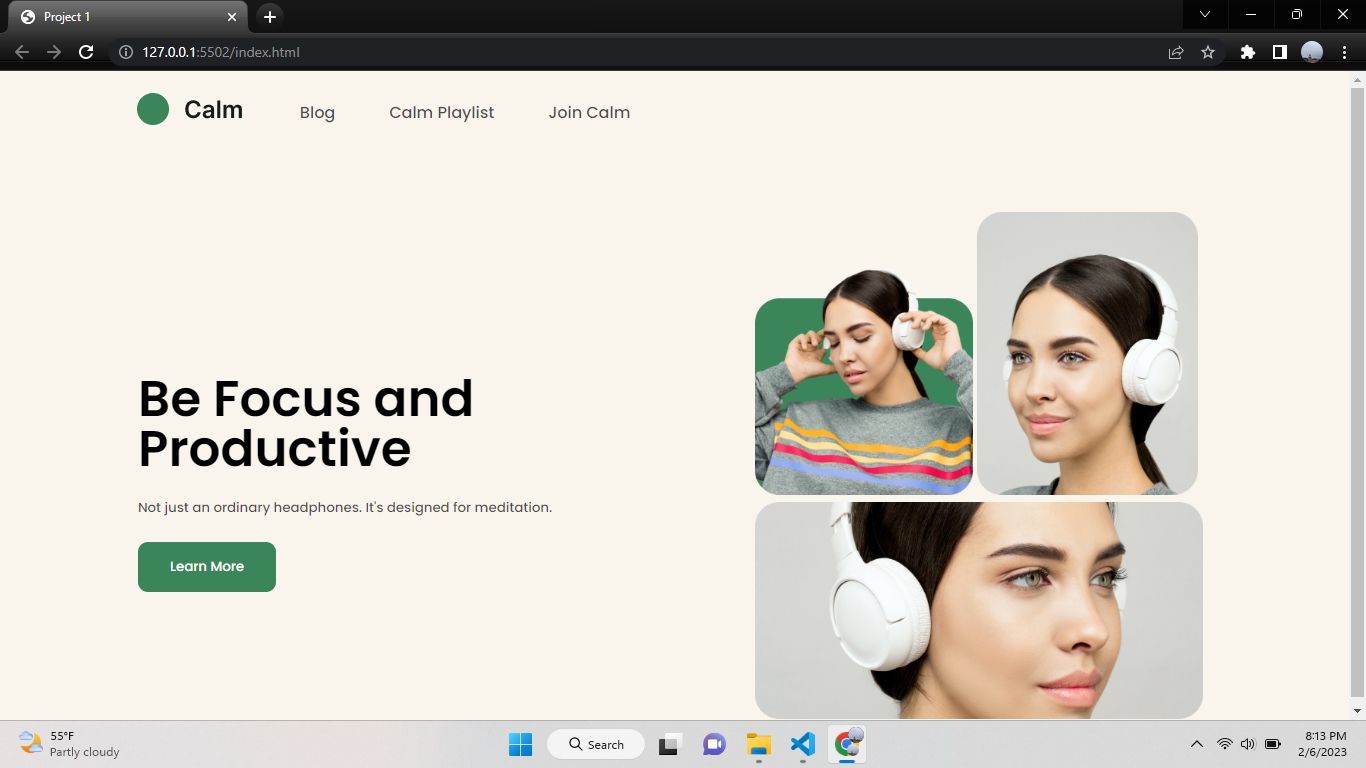 Project 1
127.0.0.1:5502/index.html
Calm
Blog
Calm Playlist
Join Calm
Be Focus and
Productive
Not just an ordinary headphones. It's designed for meditation.
Learn More
55°F
Partly cloudy
Search
8:13 PM
2/6/2023